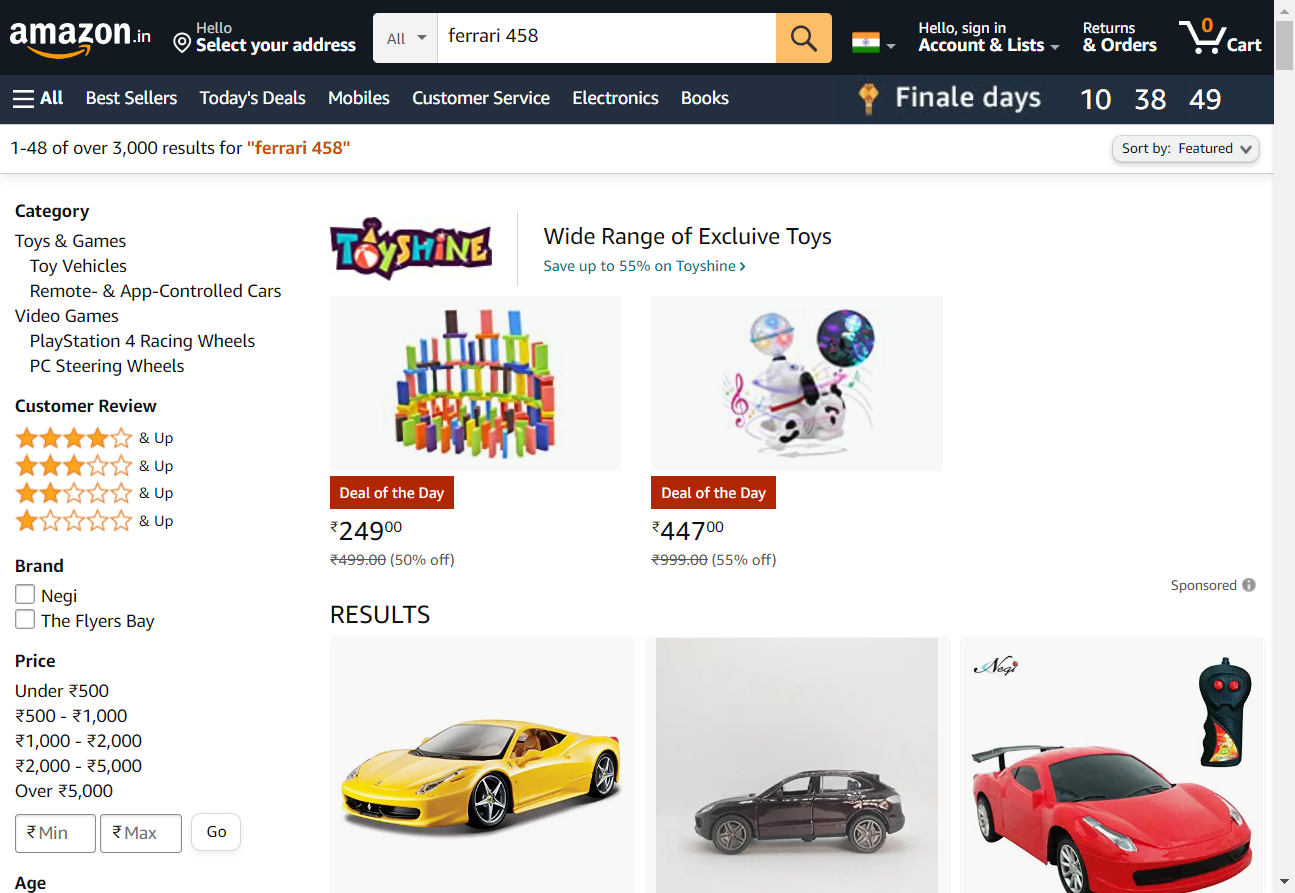 amazon.in
Hello
Select your address
All
ferrari 458
Hello, sign in
Account & Lists
Returns
& Orders
0
Cart
All
Best Sellers
Today's Deals
Mobiles
Customer Service
Electronics
Books
Finale days 10 38 49
1-48 of over 3,000 results for "ferrari 458"
Sort by: Featured
Category
Toys & Games
Toy Vehicles
Remote- & App-Controlled Cars
Video Games
PlayStation 4 Racing Wheels
PC Steering Wheels
Customer Review
& Up
& Up
& Up
& Up
Brand
Negi
The Flyers Bay
Price
Under ₹500
₹500 - ₹1,000
₹1,000 - ₹2,000
₹2,000 - ₹5,000
Over ₹5,000
₹ Min
₹ Max
Go
Age
TOYSHINE
Wide Range of Excluive Toys
Save up to 55% on Toyshine ›
Deal of the Day
₹24900
₹499.00 (50% off)
Deal of the Day
₹44700
₹999.00 (55% off)
Sponsored
RESULTS
Negi